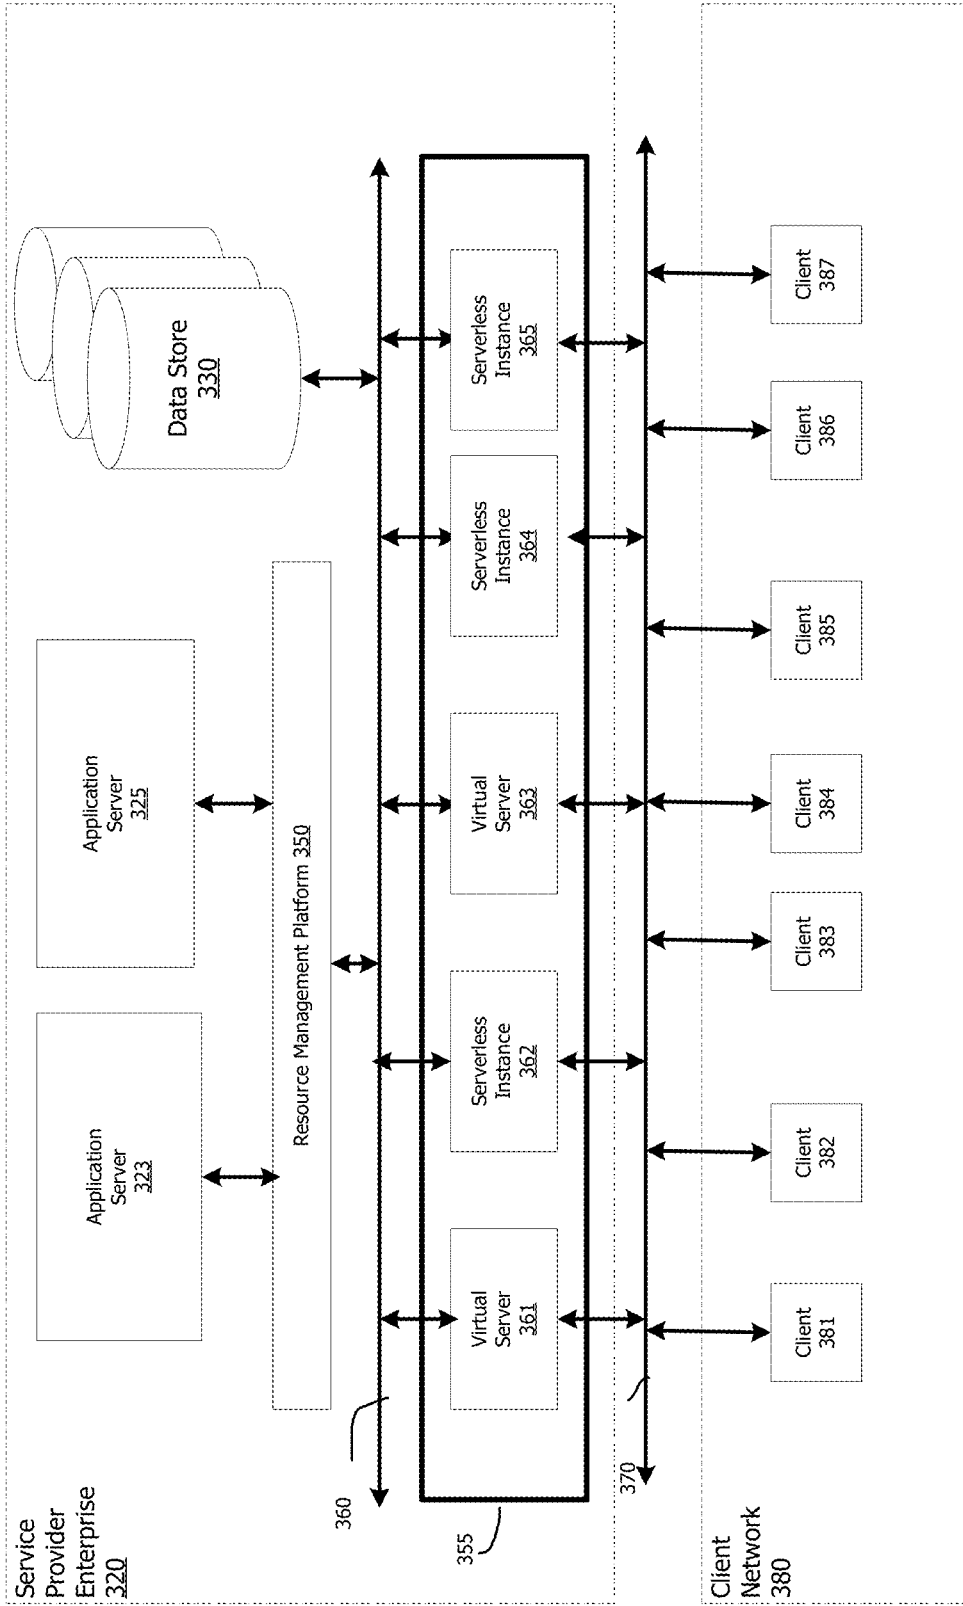 Service
Provider
Enterprise
320
Application
Server
323
Application
Server
325
Data Store
330
Resource Management Platform 350
360
355
Virtual
Server
361
Serverless
Instance
362
Virtual
Server
363
Serverless
Instance
364
Serverless
Instance
365
370
Client
Network
380
Client
381
Client
382
Client
383
Client
384
Client
385
Client
386
Client
387